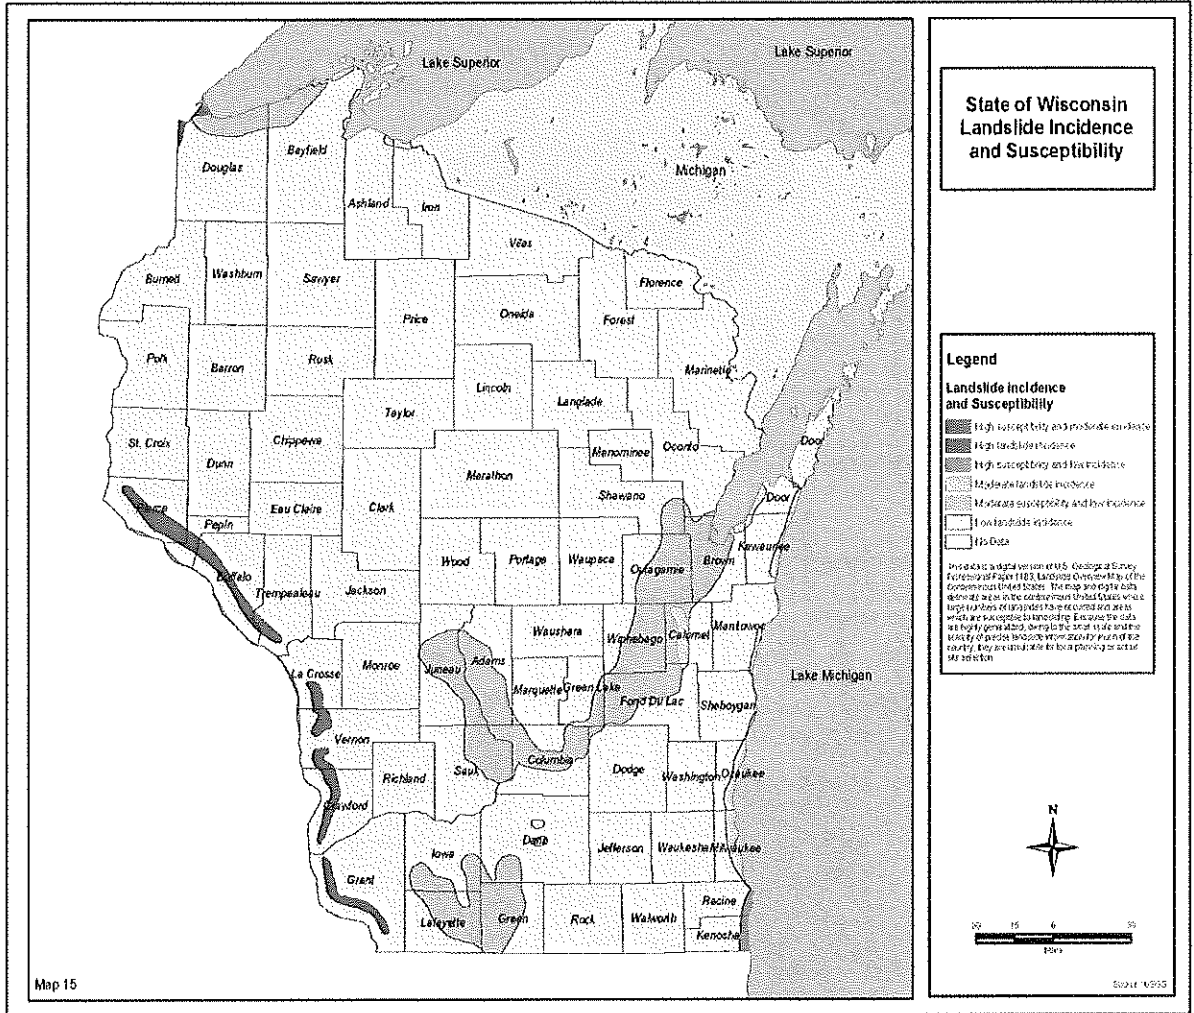 Lake Superior
Lake Superior
State of Wisconsin
Landslide Incidence
and Susceptibility
Michigan
Douglas
Bayfield
Ashland
Iron
Vilas
Burnett
Washburn
Sawyer
Florence
Price
Oneida
Forest
Polk
Barron
Rusk
Marinette
Lincoln
Langlade
Taylor
St. Croix
Dunn
Chippewa
Menominee
Oconto
Door
Marathon
Shawano
Door
Pierce
Pepin
Eau Claire
Clark
Wood
Portage
Waupaca
Outagamie
Brown
Kewaunee
Buffalo
Trempealeau
Jackson
Waushara
Winnebago
Calumet
Manitowoc
La Crosse
Monroe
Juneau
Adams
Marquette
Green Lake
Fond Du Lac
Sheboygan
Lake Michigan
Vernon
Richland
Sauk
Columbia
Dodge
Washington
Ozaukee
Crawford
Iowa
Dane
Jefferson
Waukesha
Milwaukee
Grant
Lafayette
Green
Rock
Walworth
Racine
Kenosha
Legend
Landslide incidence
and Susceptibility
High susceptibility and moderate incidence
High landslide incidence
High susceptibility and low incidence
Moderate landslide incidence
Moderate susceptibility and low incidence
Low landslide incidence
No Data
N
Map 15